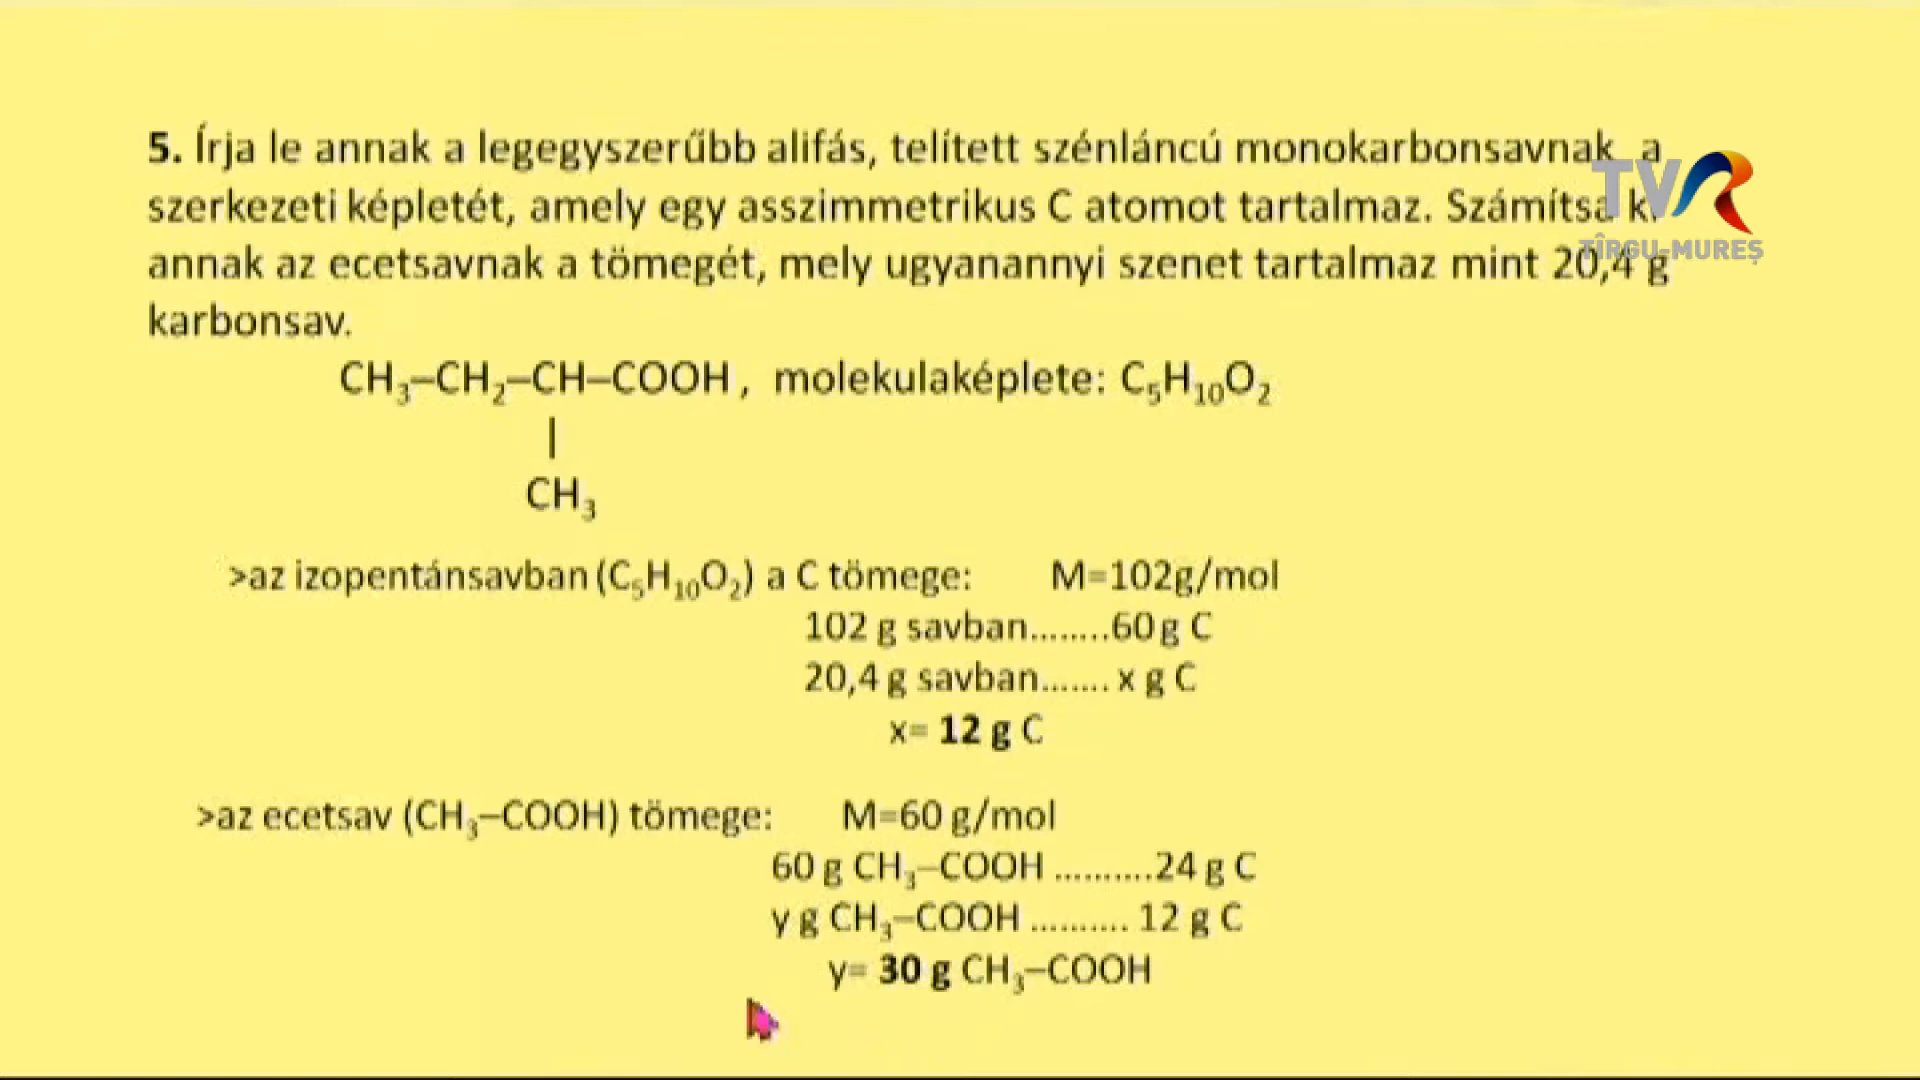 5. Írja le annak a legegyszerűbb alifás, telített szénláncú monokarbonsavnak a
szerkezeti képletét, amely egy asszimmetrikus C atomot tartalmaz. Számítsa ki
annak az ecetsavnak a tömegét, mely ugyanannyi szenet tartalmaz mint 20,4 g
karbonsav.
TVR
TÎRGU-MUREȘ
CH₃–CH₂–CH–COOH , molekulaképlete: C₅H₁₀O₂
|
CH₃
>az izopentánsavban (C₅H₁₀O₂) a C tömege: M=102g/mol
102 g savban........60 g C
20,4 g savban....... x g C
x= 12 g C
>az ecetsav (CH₃–COOH) tömege: M=60 g/mol
60 g CH₃–COOH ..........24 g C
y g CH₃–COOH .......... 12 g C
y= 30 g CH₃–COOH